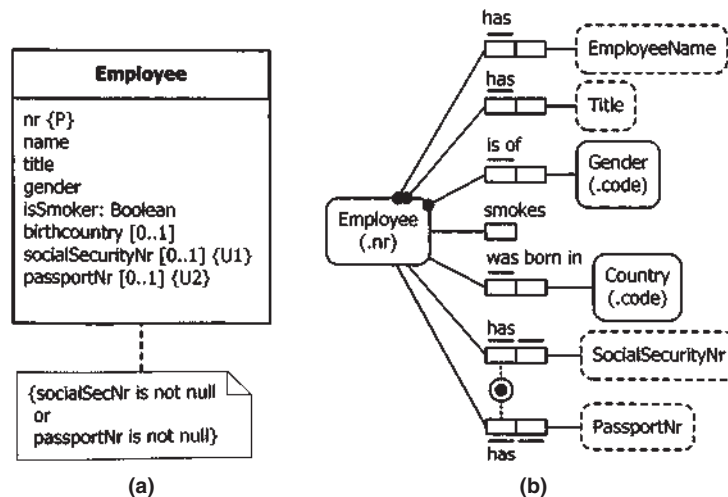 Employee
nr {P}
name
title
gender
isSmoker: Boolean
birthcountry [0..1]
socialSecurityNr [0..1] {U1}
passportNr [0..1] {U2}
{socialSecNr is not null
or
passportNr is not null}
(a)
has
EmployeeName
has
Title
is of
Gender
(.code)
Employee
(.nr)
smokes
was born in
Country
(.code)
has
SocialSecurityNr
PassportNr
has
(b)